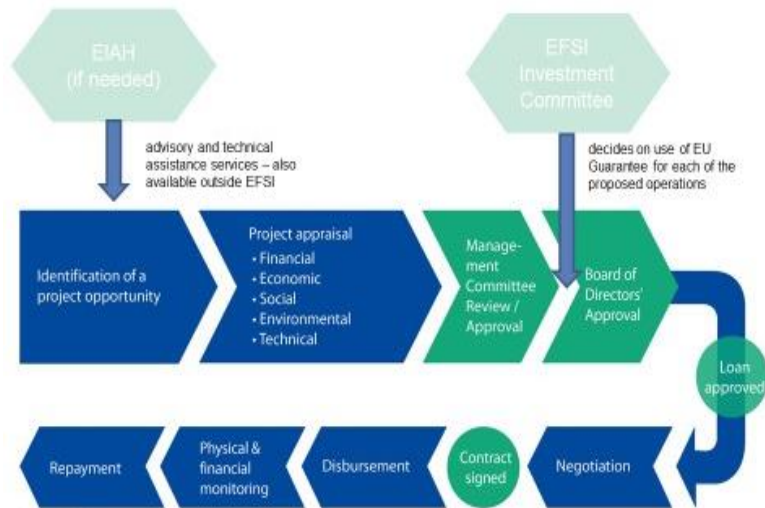 EIAH
(if needed)
EFSI
Investment
Committee
advisory and technical
assistance services – also
available outside EFSI
decides on use of EU
Guarantee for each of the
proposed operations
Identification of a
project opportunity
Project appraisal
• Financial
• Economic
• Social
• Environmental
• Technical
Manage-
ment
Committee
Review /
Approval
Board of
Directors'
Approval
Loan
approved
Repayment
Physical &
financial
monitoring
Disbursement
Contract
signed
Negotiation